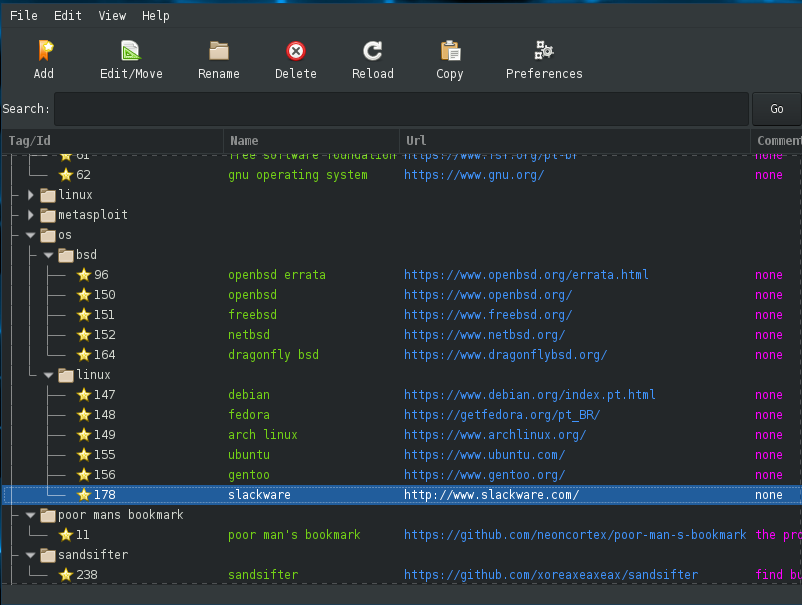 File Edit View Help
Add Edit/Move Rename Delete Reload Copy Preferences
Search: Go
Tag/Id Name Url Comment
61 free software foundation https://www.fsf.org/pt-br none
62 gnu operating system https://www.gnu.org/ none
linux
metasploit
os
bsd
96 openbsd errata https://www.openbsd.org/errata.html none
150 openbsd https://www.openbsd.org/ none
151 freebsd https://www.freebsd.org/ none
152 netbsd https://www.netbsd.org/ none
164 dragonfly bsd https://www.dragonflybsd.org/ none
linux
147 debian https://www.debian.org/index.pt.html none
148 fedora https://getfedora.org/pt_BR/ none
149 arch linux https://www.archlinux.org/ none
155 ubuntu https://www.ubuntu.com/ none
156 gentoo https://www.gentoo.org/ none
178 slackware http://www.slackware.com/ none
poor mans bookmark
11 poor man's bookmark https://github.com/neoncortex/poor-man-s-bookmark the pro
sandsifter
238 sandsifter https://github.com/xoreaxeaxeax/sandsifter find bu